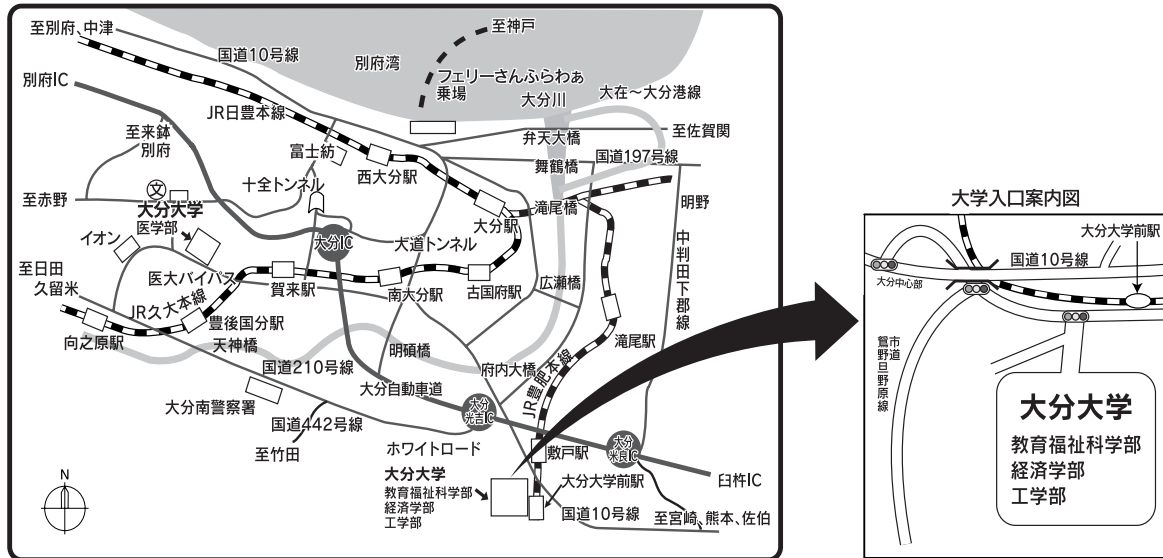 至別府、中津
国道10号線
別府湾
至神戸
フェリーさんふらわぁ
乗場
大分川
大在～大分港線
別府IC
JR日豊本線
至来鉢
別府
富士紡
西大分駅
弁天大橋
至佐賀関
舞鶴橋
国道197号線
至赤野
文
大分大学
医学部
十全トンネル
大分駅
滝尾橋
明野
イオン
大分IC
大道トンネル
中判田下郡線
至日田
久留米
医大バイパス
賀来駅
南大分駅
古国府駅
広瀬橋
JR久大本線
豊後国分駅
向之原駅
天神橋
明磧橋
滝尾駅
国道210号線
府内大橋
JR豊肥本線
大分自動車道
大分南警察署
国道442号線
大分
光吉IC
至竹田
ホワイトロード
敷戸駅
大分
米良IC
大分大学
教育福祉科学部
経済学部
工学部
大分大学前駅
臼杵IC
国道10号線
至宮崎、熊本、佐伯
N
大学入口案内図
大分大学前駅
国道10号線
大分中心部
市道
鴛野旦野原線
大分大学
教育福祉科学部
経済学部
工学部